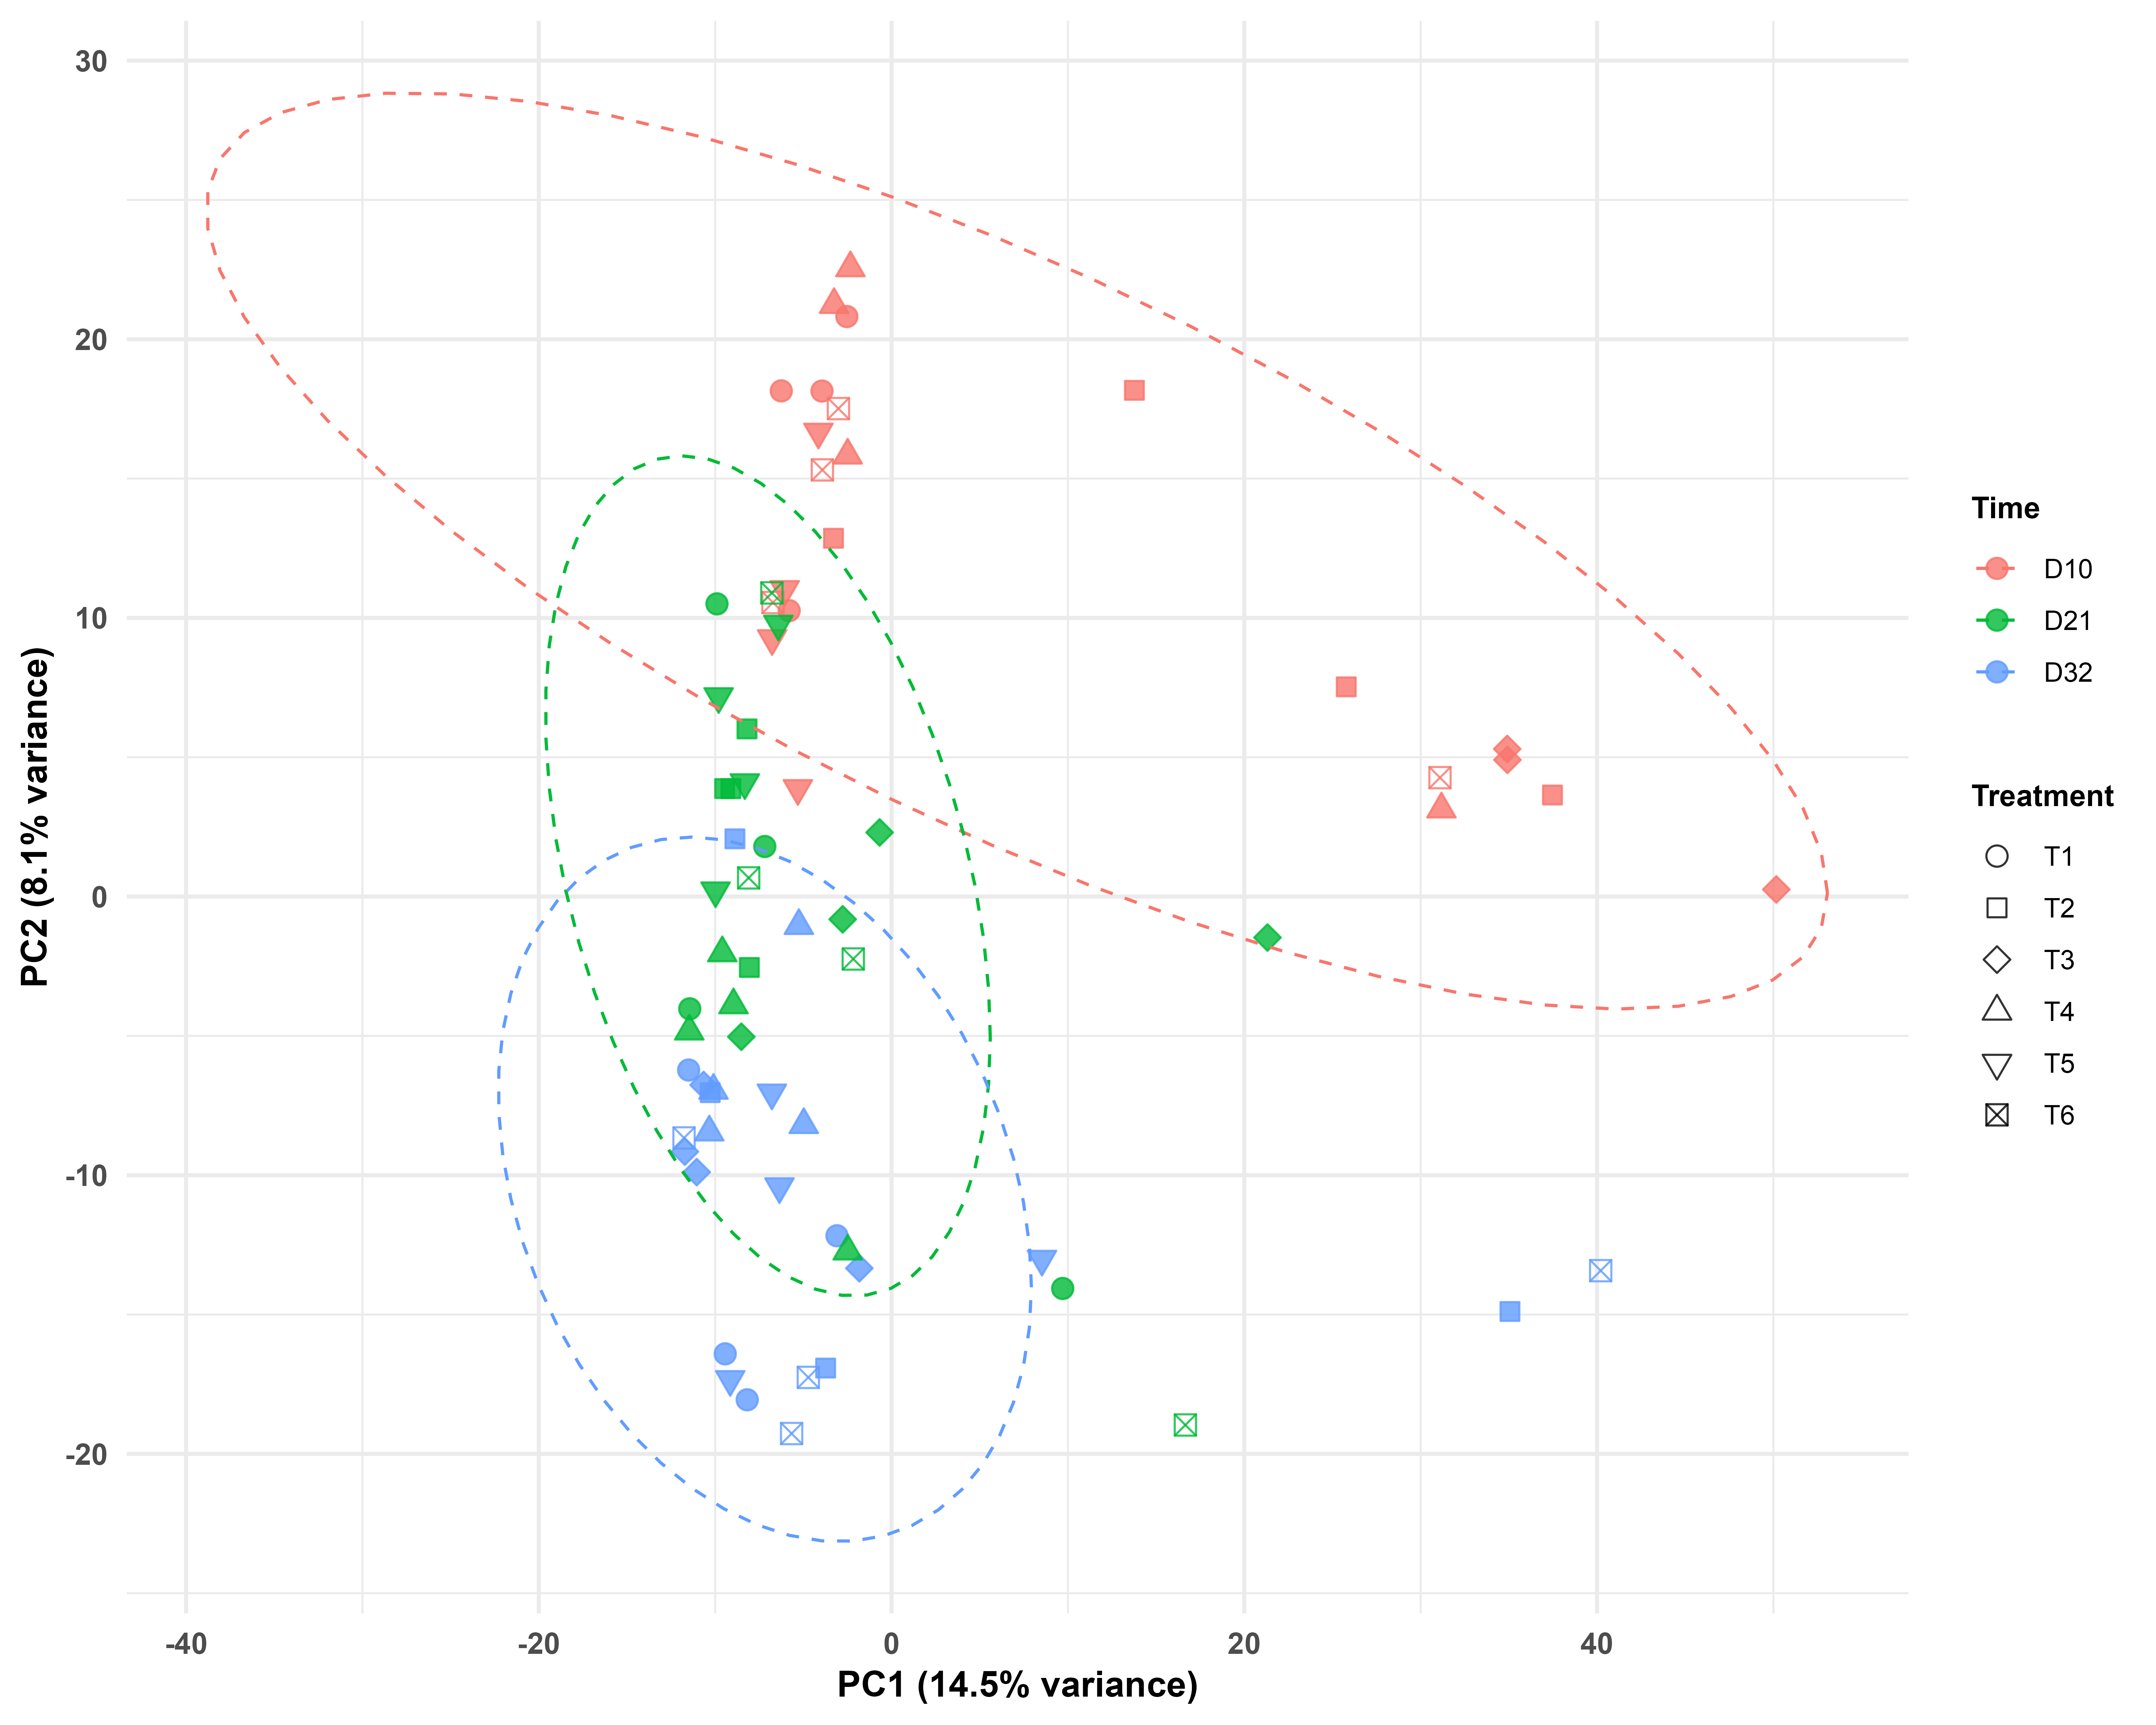 30
20
10
0
-10
-20
PC2 (8.1% variance)
-40
-20
0
20
40
PC1 (14.5% variance)
Time
D10
D21
D32
Treatment
T1
T2
T3
T4
T5
T6